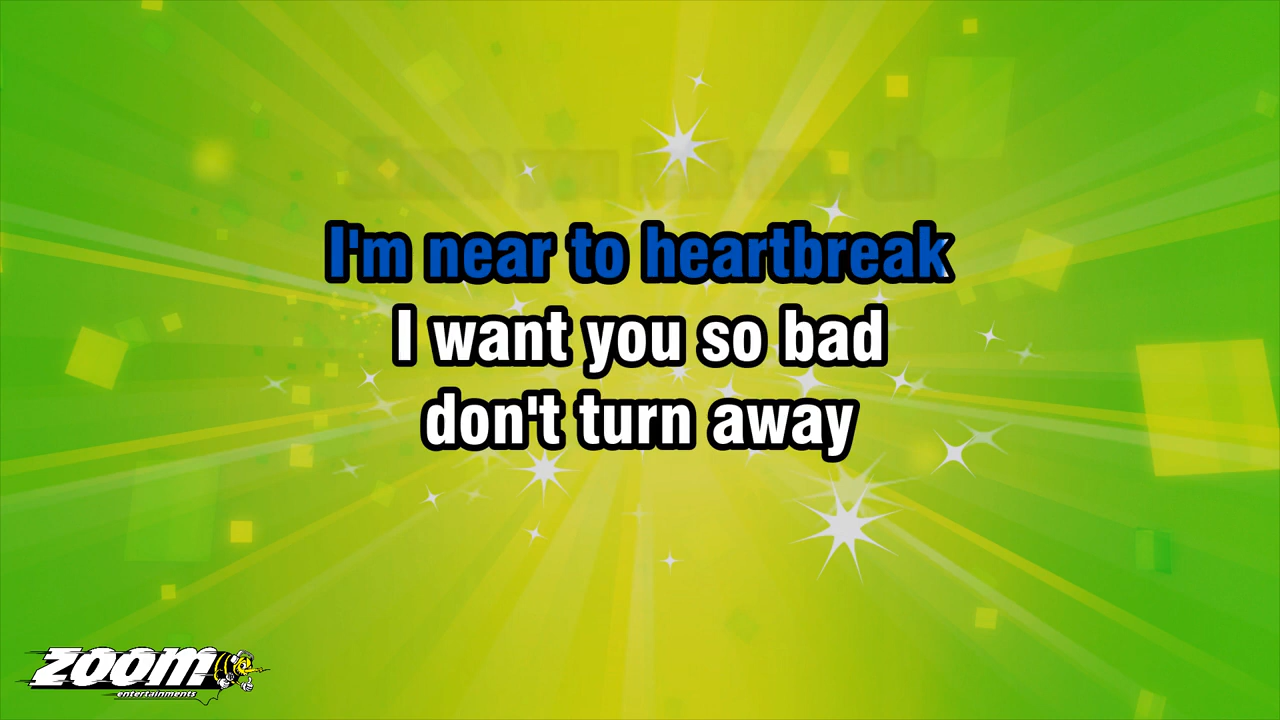 I'm near to heartbreak
I want you so bad
don't turn away
ZOOM
entertainments